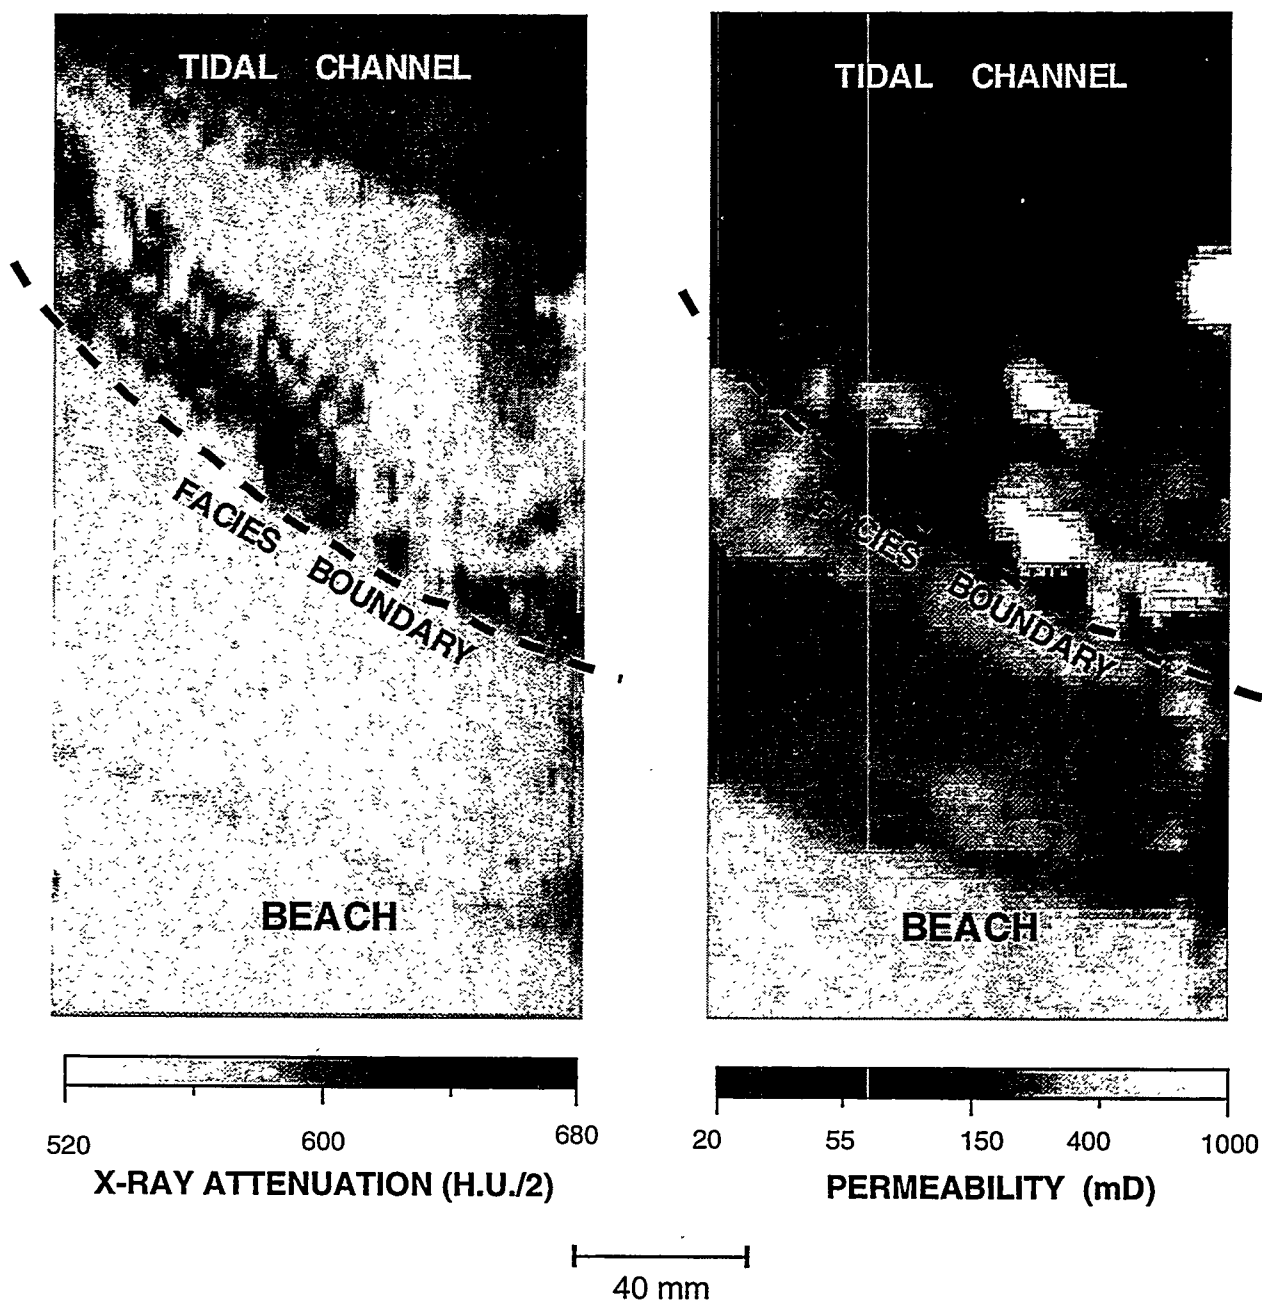 TIDAL CHANNEL
FACIES BOUNDARY
BEACH
520 600 680
X-RAY ATTENUATION (H.U./2)
TIDAL CHANNEL
FACIES BOUNDARY
BEACH
20 55 150 400 1000
PERMEABILITY (mD)
40 mm